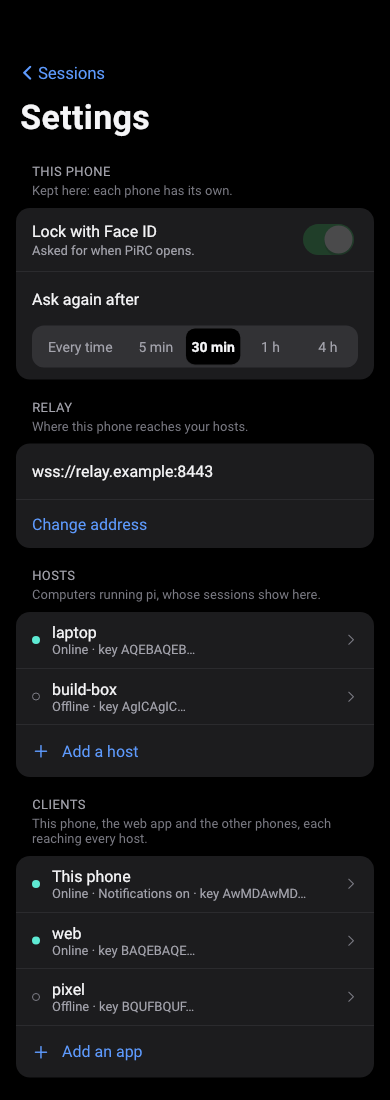 Sessions
Settings
THIS PHONE
Kept here: each phone has its own.
Lock with Face ID
Asked for when PiRC opens.
Ask again after
Every time 5 min 30 min 1 h 4 h
RELAY
Where this phone reaches your hosts.
wss://relay.example:8443
Change address
HOSTS
Computers running pi, whose sessions show here.
laptop
Online · key AQEBAQEB…
build-box
Offline · key AgICAgIC…
Add a host
CLIENTS
This phone, the web app and the other phones, each
reaching every host.
This phone
Online · Notifications on · key AwMDAwMD…
web
Online · key BAQEBAQE…
pixel
Offline · key BQUFBQUF…
Add an app